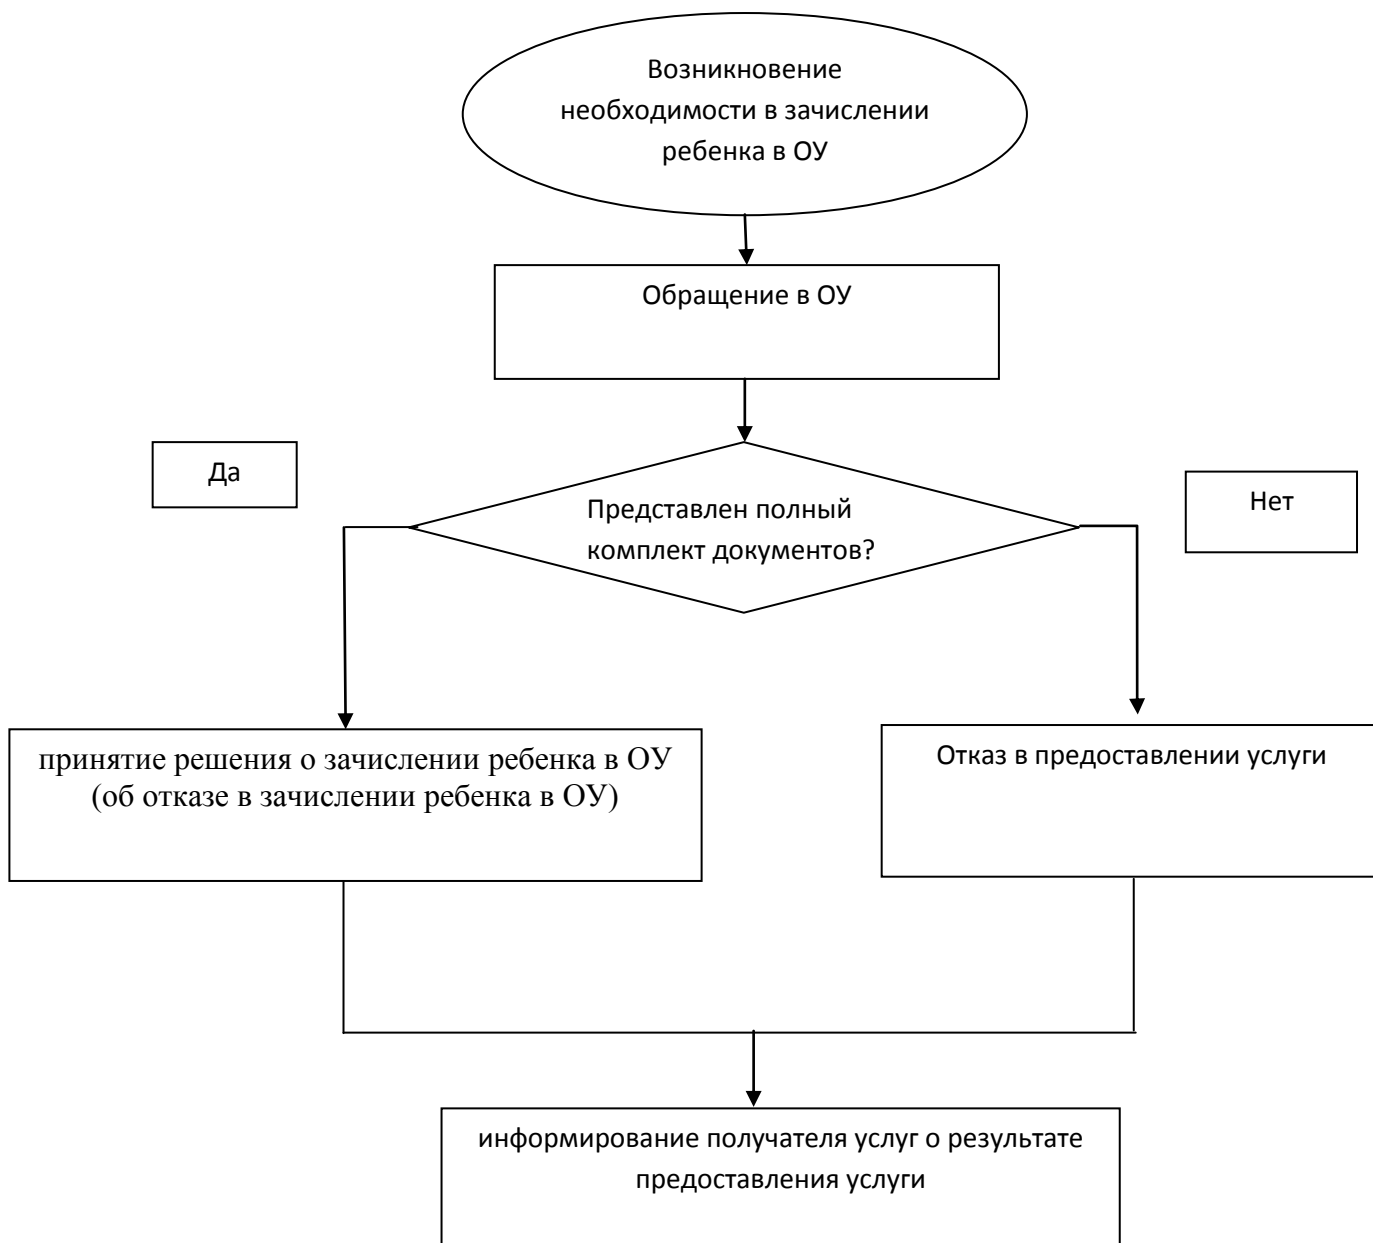 Возникновение
необходимости в зачислении
ребенка в ОУ
Обращение в ОУ
Да
Представлен полный
комплект документов?
Нет
принятие решения о зачислении ребенка в ОУ
(об отказе в зачислении ребенка в ОУ)
Отказ в предоставлении услуги
информирование получателя услуг о результате
предоставления услуги